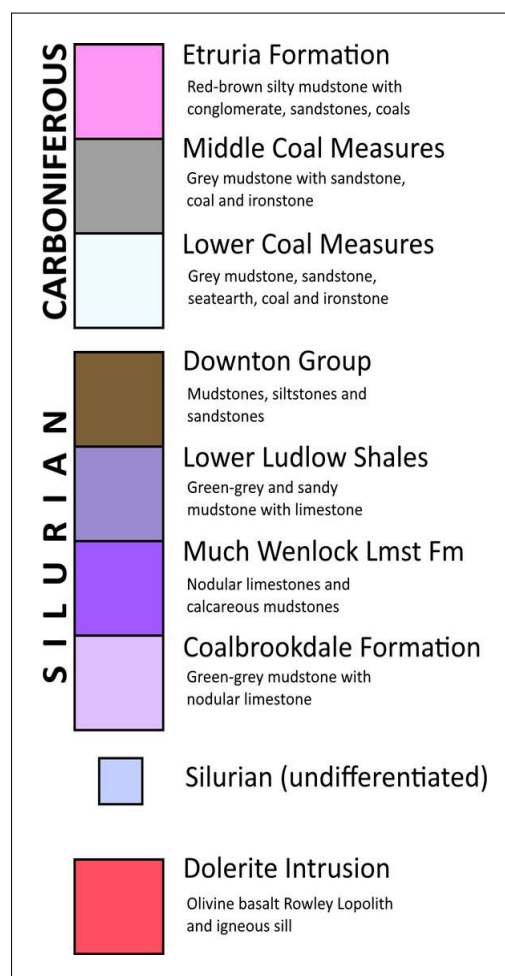 CARBONIFEROUS
Etruria Formation
Red-brown silty mudstone with
conglomerate, sandstones, coals
Middle Coal Measures
Grey mudstone with sandstone,
coal and ironstone
Lower Coal Measures
Grey mudstone, sandstone,
seatearth, coal and ironstone
SILURIAN
Downton Group
Mudstones, siltstones and
sandstones
Lower Ludlow Shales
Green-grey and sandy
mudstone with limestone
Much Wenlock Lmst Fm
Nodular limestones and
calcareous mudstones
Coalbrookdale Formation
Green-grey mudstone with
nodular limestone
Silurian (undifferentiated)
Dolerite Intrusion
Olivine basalt Rowley Lopolith
and igneous sill